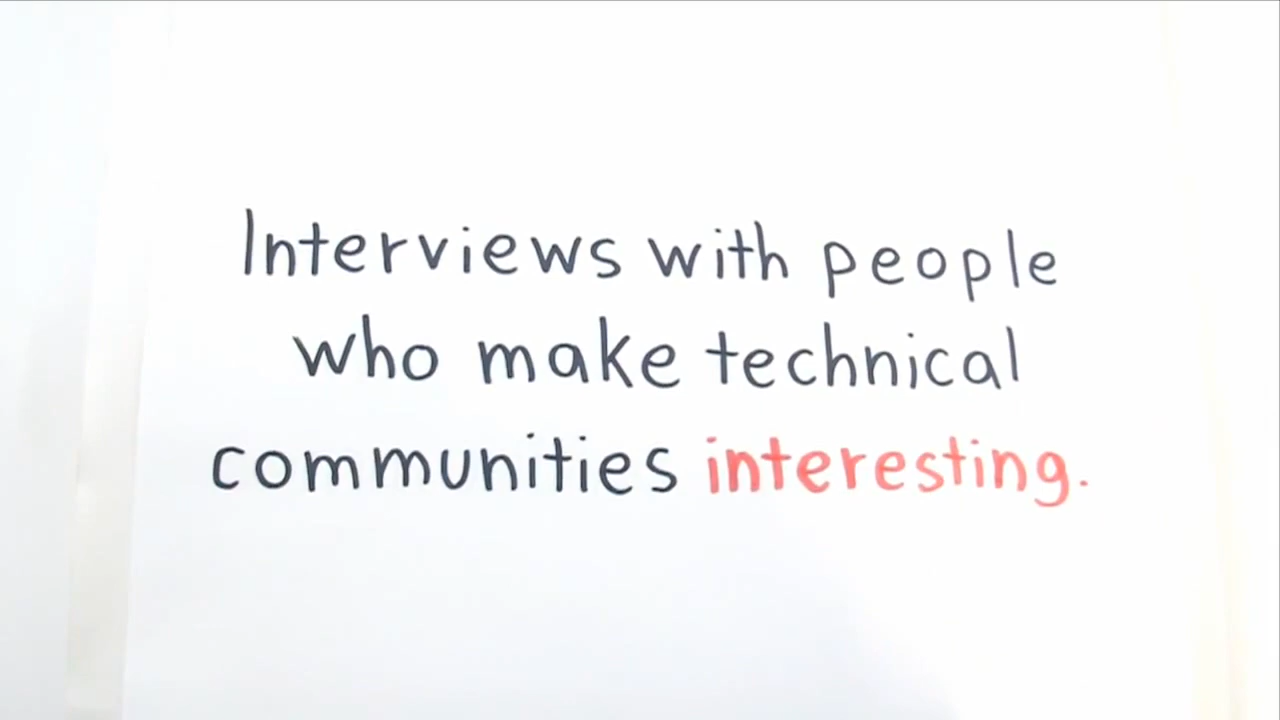 Interviews with people
who make technical
communities interesting.